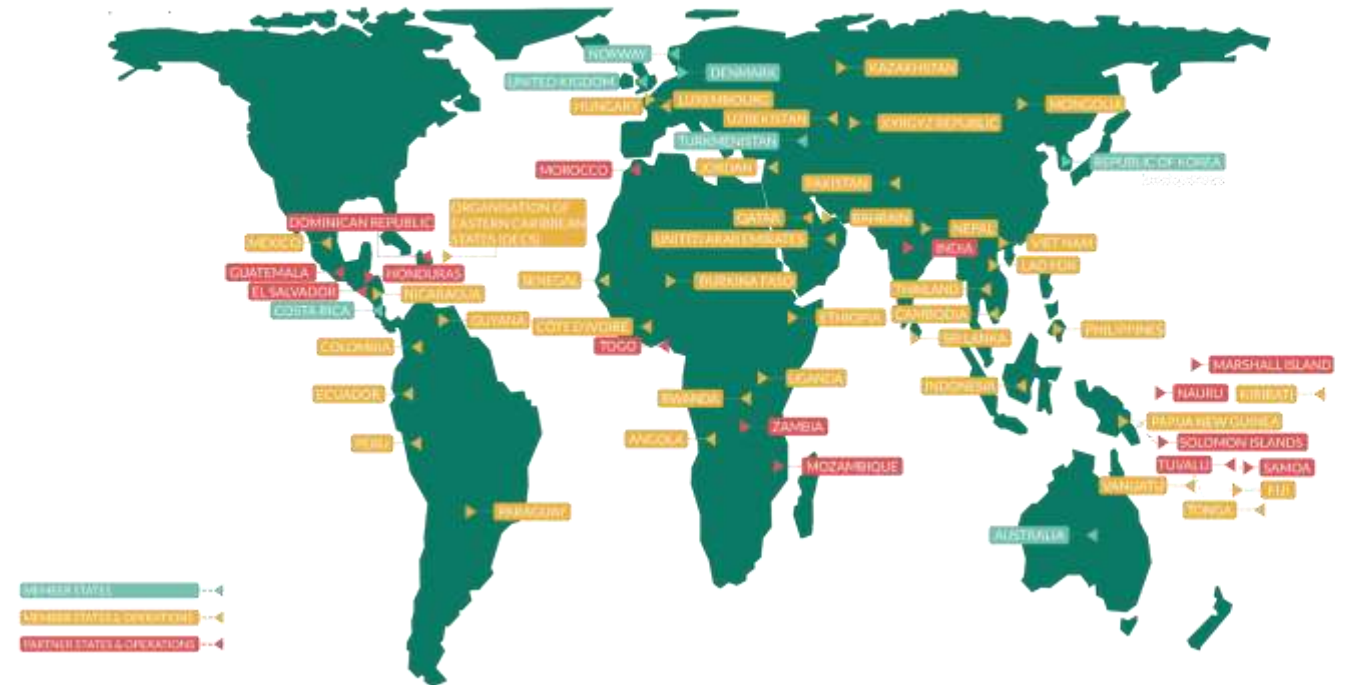 NORWAY
DENMARK
KAZAKHSTAN
UNITED KIGDOM
LUXEMBOURG
HUNGARY
MONGOLI
UZBEKISTAN
KYRGYZ REPUBLIC
TURKMENISTAN
REPUBLIC OF KOREA
MOROCCO
JORDAN
PAKISTAN
DOMINICAN REPUBLIC
ORGANISATION OF
EASTERN CARIBBEAN
STATES (OECS)
QATAR
BAHRAIN
NEPAL
MEXICO
UNITED ARAB EMIRATES
INDIA
VIET NAM
GUATEMALA
HONDURAS
LAO PDR
SENEGAL
BURKINA FASO
EL SALVADOR
NICARAGUA
THAILAND
COSTA RICA
GUYANA
COTE D'IVOIRE
ETHIOPIA
CAMBODIA
PHILIPPINES
TOGO
SRI LANKA
COLOMBIA
MARSHALL ISLAND
UGANDA
INDONESIA
ECUADOR
RWANDA
NAURU
KIRIBATI
ZAMBIA
PAPUA NEW GUINEA
ANGOLA
PERU
SOLOMON ISLANDS
MOZAMBIQUE
TUVALU
SAMOA
VANUATU
FIJI
PARAGUAY
TONGA
AUSTRALIA
MEMBER STATES
MEMBER STATES & OPERATIONS
PARTNER STATES & OPERATIONS